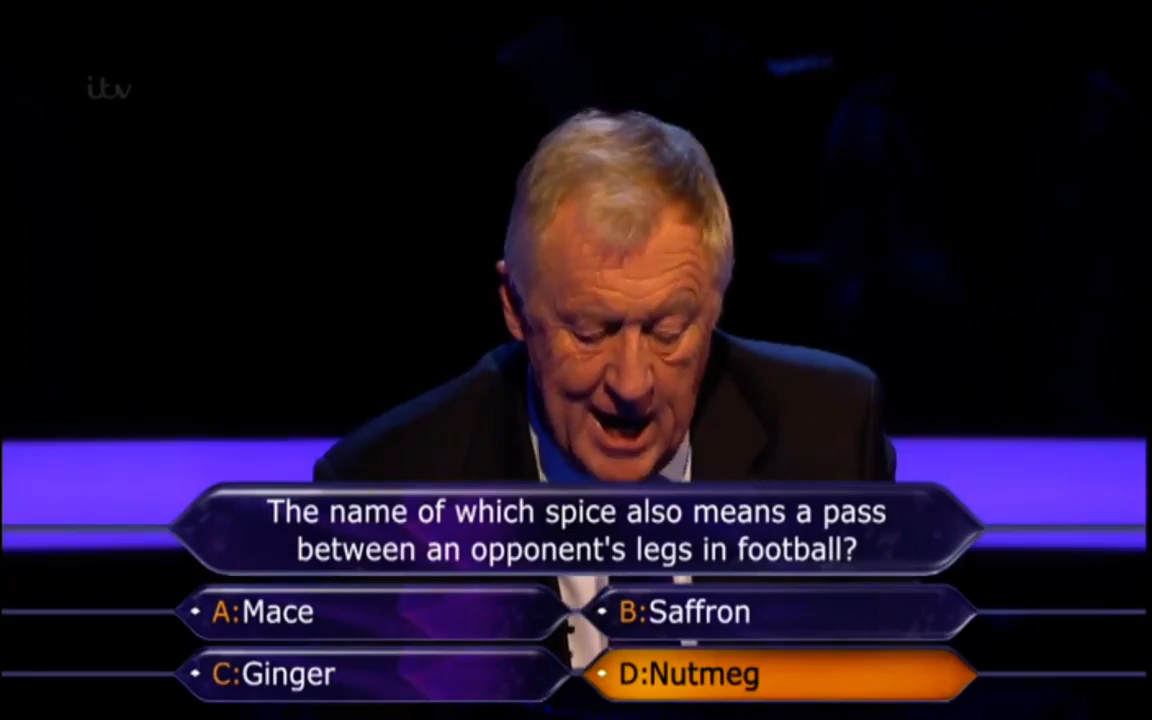 itv
The name of which spice also means a pass
between an opponent's legs in football?
A:Mace
B:Saffron
C:Ginger
D:Nutmeg